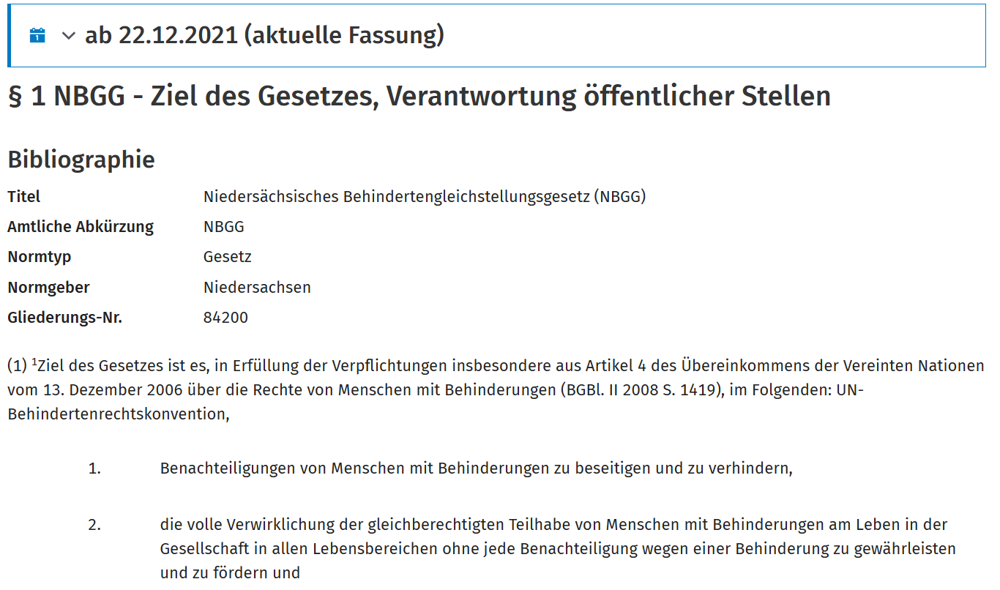 ab 22.12.2021 (aktuelle Fassung)
§ 1 NBGG - Ziel des Gesetzes, Verantwortung öffentlicher Stellen
Bibliographie
Titel Niedersächsisches Behindertengleichstellungsgesetz (NBGG)
Amtliche Abkürzung NBGG
Normtyp Gesetz
Normgeber Niedersachsen
Gliederungs-Nr. 84200
(1) ¹Ziel des Gesetzes ist es, in Erfüllung der Verpflichtungen insbesondere aus Artikel 4 des Übereinkommens der Vereinten Nationen
vom 13. Dezember 2006 über die Rechte von Menschen mit Behinderungen (BGBl. II 2008 S. 1419), im Folgenden: UN-
Behindertenrechtskonvention,
1. Benachteiligungen von Menschen mit Behinderungen zu beseitigen und zu verhindern,
2. die volle Verwirklichung der gleichberechtigten Teilhabe von Menschen mit Behinderungen am Leben in der
Gesellschaft in allen Lebensbereichen ohne jede Benachteiligung wegen einer Behinderung zu gewährleisten
und zu fördern und